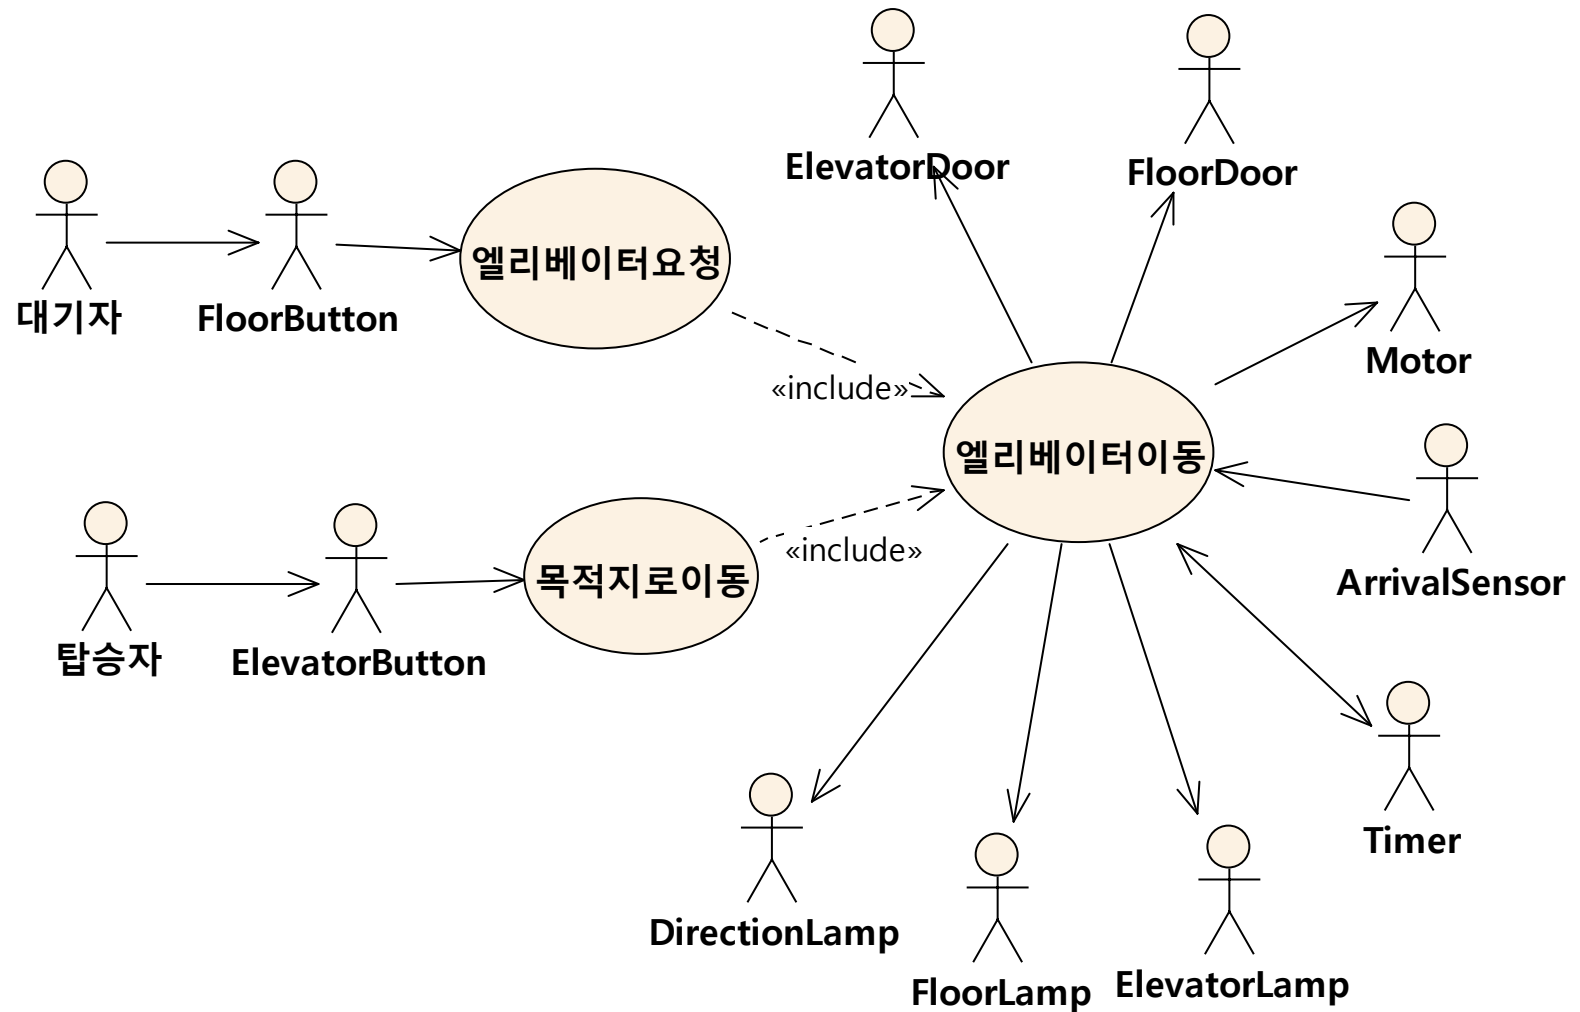 ElevatorDoor
FloorDoor
엘리베이터요청
대기자
FloorButton
Motor
«include»
엘리베이터이동
«include»
목적지로이동
ArrivalSensor
탑승자
ElevatorButton
Timer
DirectionLamp
FloorLamp
ElevatorLamp